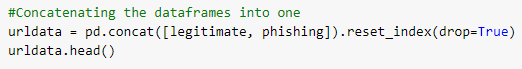 #Concatenating the dataframes into one
urldata = pd.concat([legitimate, phishing]).reset_index(drop=True)
urldata.head()